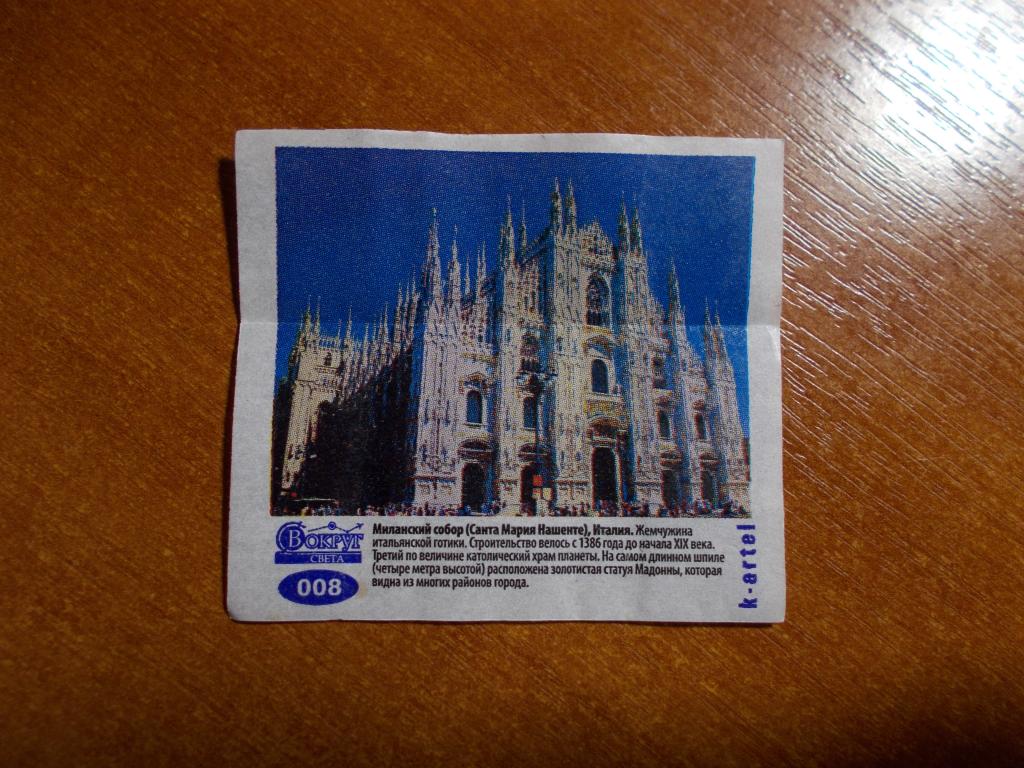 Вокруг
СВЕТА
008
Миланский собор (Санта Мария Нашенте), Италия. Жемчужина
итальянской готики. Строительство велось с 1386 года до начала XIX века.
Третий по величине католический храм планеты. На самом длинном шпиле
(четыре метра высотой) расположена золотистая статуя Мадонны, которая
видна из многих районов города.
k-artel